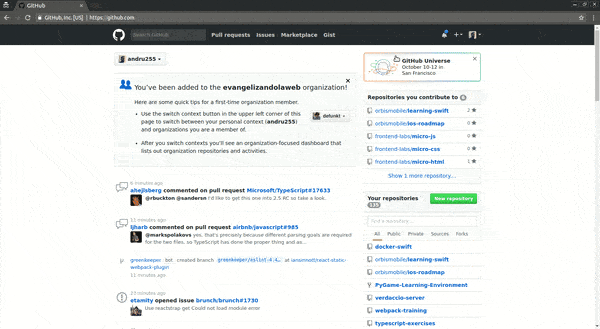 GitHub
GitHub, Inc. [US] | https://github.com
Search GitHub
Pull requests Issues Marketplace Gist
andru255
GitHub Universe
October 10-12 in
San Francisco
You've been added to the evangelizandolaweb organization!
Here are some quick tips for a first-time organization member.
Use the switch context button in the upper left corner of
this page to switch between your personal context (andru255)
and organizations you are a member of.
defunkt
After you switch contexts you'll see an organization-focused dashboard that
lists out organization repositories and activities.
Repositories you contribute to
orbismobile/learning-swift 2
orbismobile/ios-roadmap 0
frontend-labs/micro-js 0
frontend-labs/micro-css 0
frontend-labs/micro-html 1
Show 1 more repository...
6 minutes ago
ahejlsberg commented on pull request Microsoft/TypeScript#17633
@rbuckton @sandersn I'd like to get this one into 2.5 RC so take a look.
11 minutes ago
ljharb commented on pull request airbnb/javascript#985
@markspolakovs yes, that's precisely because different parsing goals are required
for the two files, so TypeScript has done the proper thing and as...
greenkeeper bot created branch at iansinnott/react-static-
webpack-plugin
11 minutes ago
23 minutes ago
otamity opened issue brunch/brunch#1730
Use reactstrap get Could not load module error
Your repositories
135
New repository
Find a repository...
All Public Private Sources Forks
docker-swift
orbismobile/learning-swift
orbismobile/ios-roadmap
PyGame-Learning-Environment
verdaccio-server
webpack-training
typescript-exercises